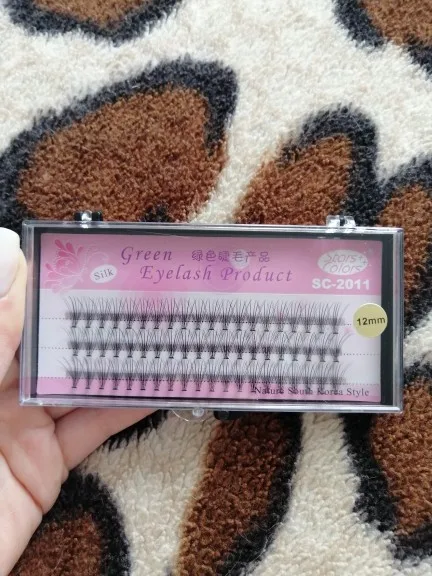 Green 绿色睫毛产品
Silk Eyelash Product
Stars+
Colors
SC-2011
12mm
Nature South Korea Style